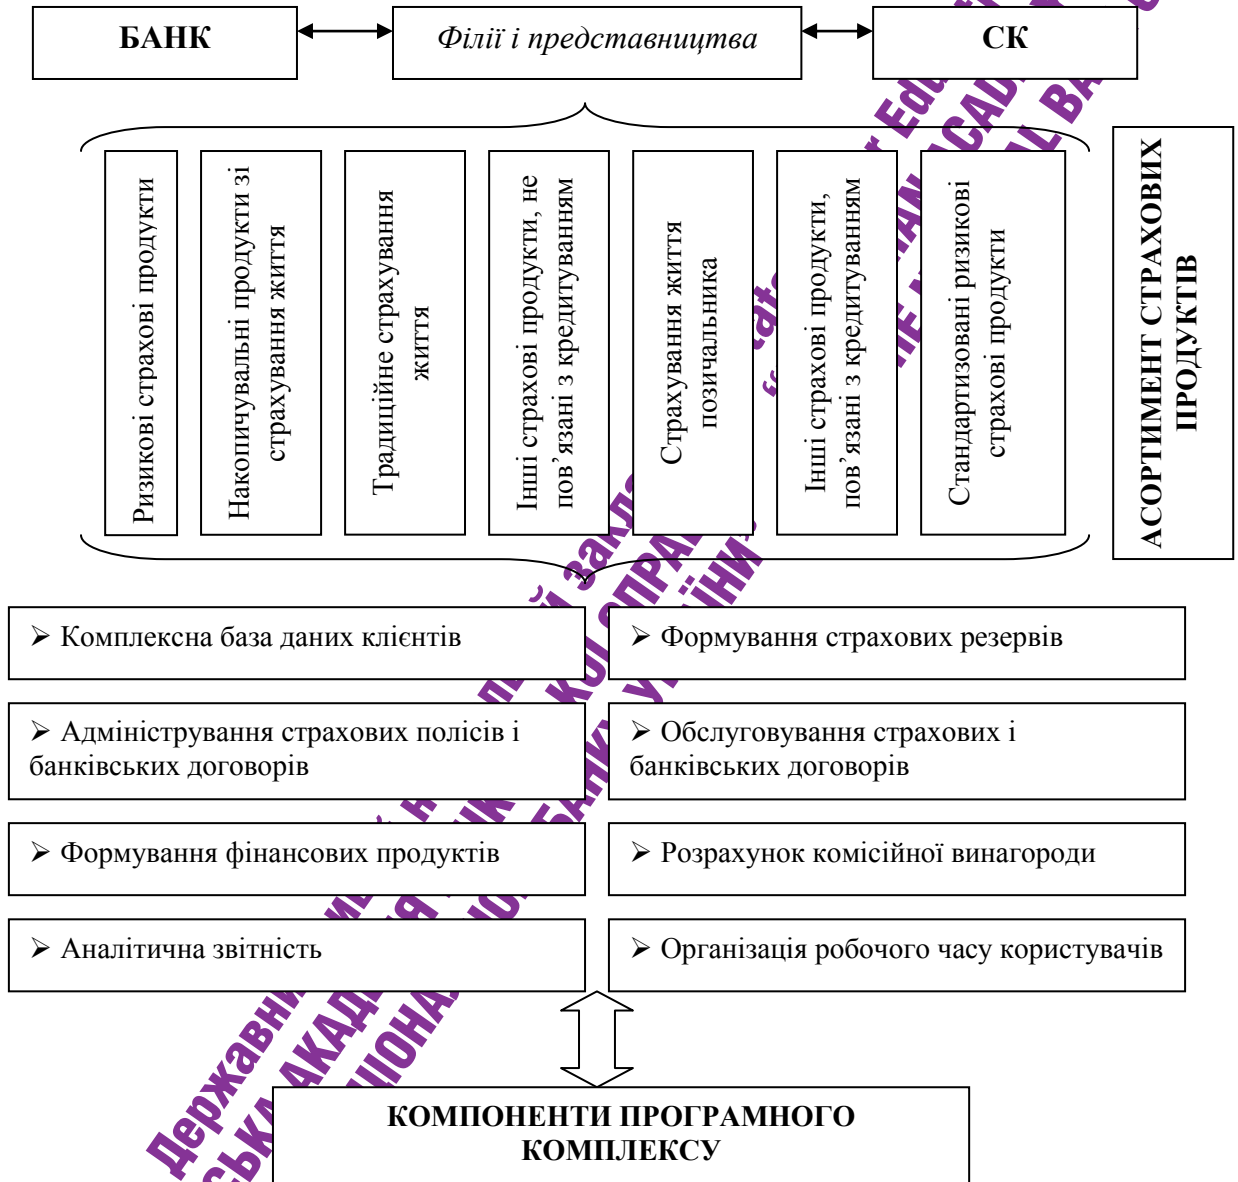 БАНК
Філії і представництва
СК
Ризикові страхові продукти
Накопичувальні продукти зі
страхування життя
Традиційне страхування
життя
Інші страхові продукти, не
пов’язані з кредитуванням
Страхування життя
позичальника
Інші страхові продукти,
пов’язані з кредитуванням
Стандартизовані ризикові
страхові продукти
АСОРТИМЕНТ СТРАХОВИХ
ПРОДУКТІВ
➢ Комплексна база даних клієнтів
➢ Формування страхових резервів
➢ Адміністрування страхових полісів і
банківських договорів
➢ Обслуговування страхових і
банківських договорів
➢ Формування фінансових продуктів
➢ Розрахунок комісійної винагороди
➢ Аналітична звітність
➢ Організація робочого часу користувачів
КОМПОНЕНТИ ПРОГРАМНОГО
КОМПЛЕКСУ